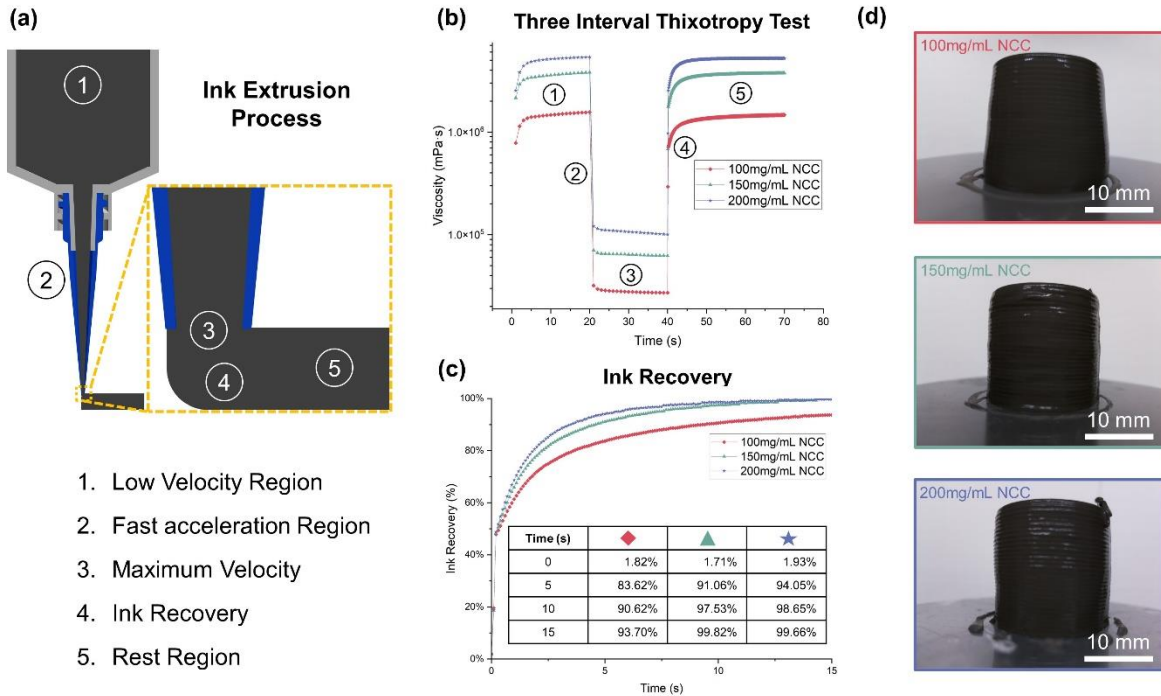 (a)
1
Ink Extrusion
Process
2
3
4
5
1. Low Velocity Region
2. Fast acceleration Region
3. Maximum Velocity
4. Ink Recovery
5. Rest Region
(b)
Three Interval Thixotropy Test
Viscosity (mPa·s)
1.0×10⁶
1.0×10⁵
1
2
3
4
5
100mg/mL NCC
150mg/mL NCC
200mg/mL NCC
0 10 20 30 40 50 60 70 80
Time (s)
(c)
Ink Recovery
Ink Recovery (%)
100%
80%
60%
40%
20%
0%
100mg/mL NCC
150mg/mL NCC
200mg/mL NCC
Time (s)
0 1.82% 1.71% 1.93%
5 83.62% 91.06% 94.05%
10 90.62% 97.53% 98.65%
15 93.70% 99.82% 99.66%
0 5 10 15
Time (s)
(d)
100mg/mL NCC
10 mm
150mg/mL NCC
10 mm
200mg/mL NCC
10 mm